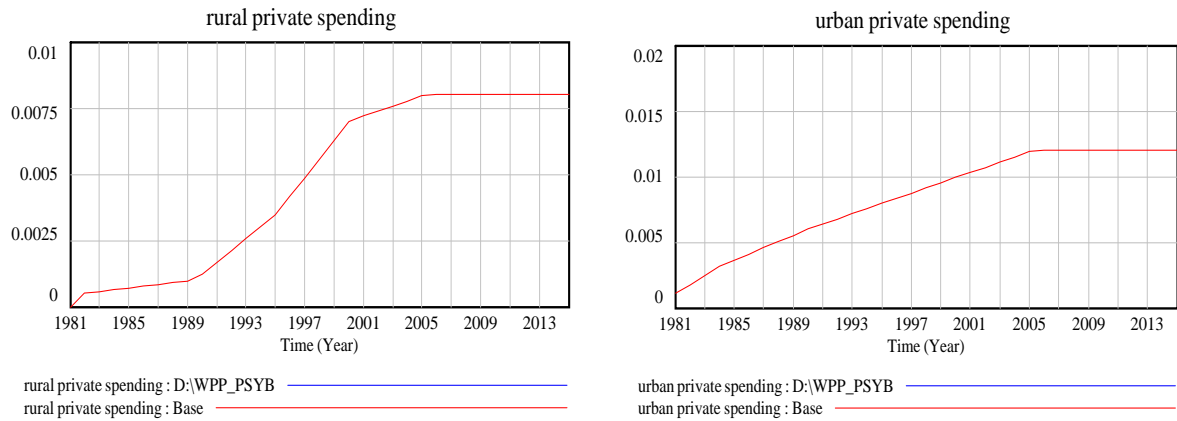 rural private spending
0.01
0.0075
0.005
0.0025
0
1981 1985 1989 1993 1997 2001 2005 2009 2013
Time (Year)
rural private spending : D:\WPP_PSYB
rural private spending : Base
urban private spending
0.02
0.015
0.01
0.005
0
1981 1985 1989 1993 1997 2001 2005 2009 2013
Time (Year)
urban private spending : D:\WPP_PSYB
urban private spending : Base